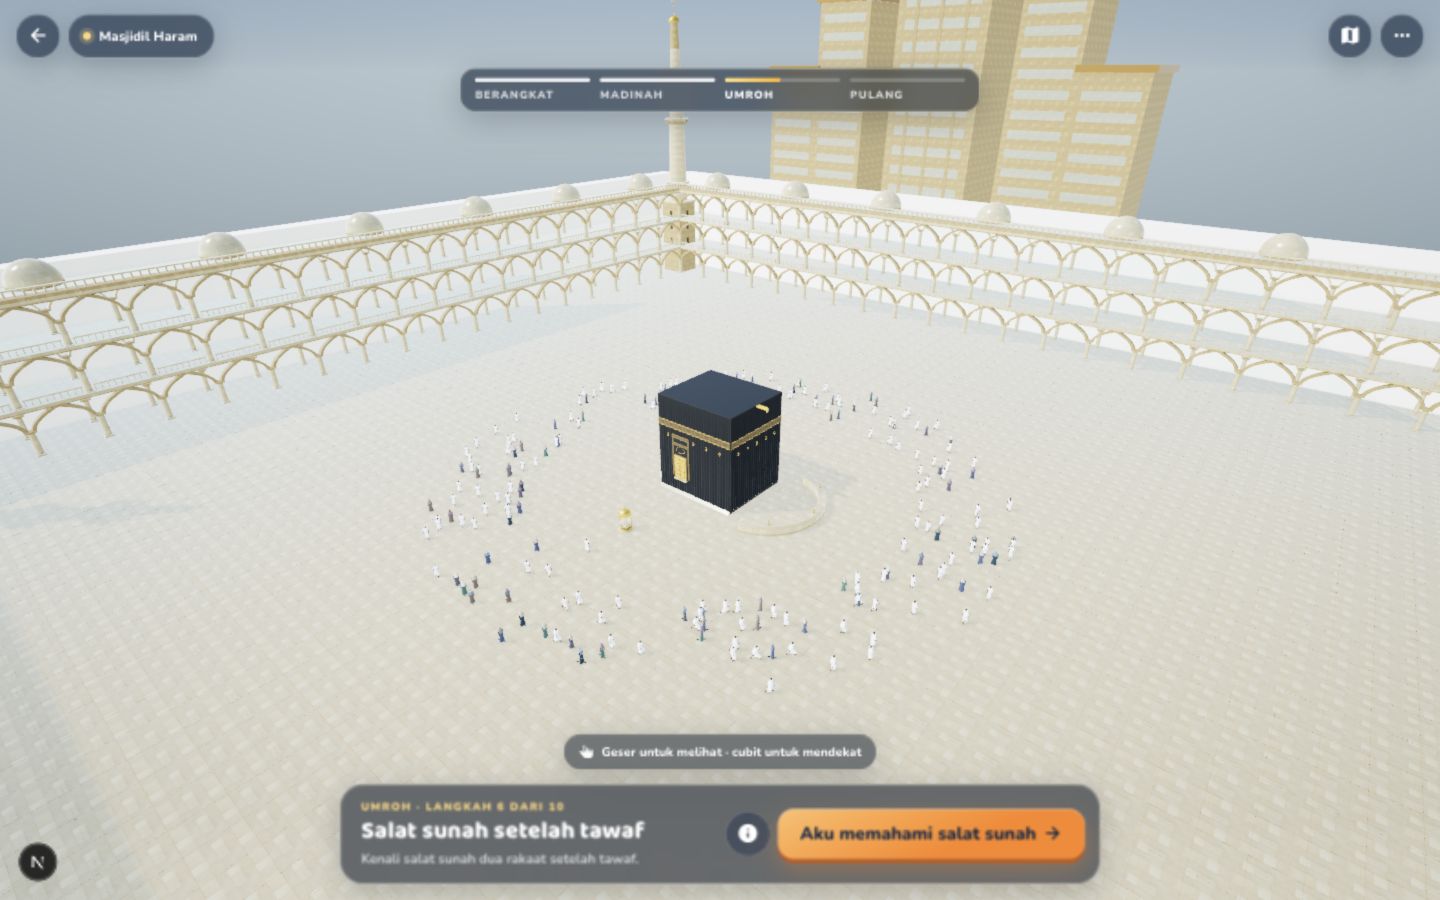 Masjidil Haram
BERANGKAT
MADINAH
UMROH
PULANG
Geser untuk melihat · cubit untuk mendekat
UMROH · LANGKAH 6 DARI 10
Salat sunah setelah tawaf
Kenali salat sunah dua rakaat setelah tawaf.
Aku memahami salat sunah →
N